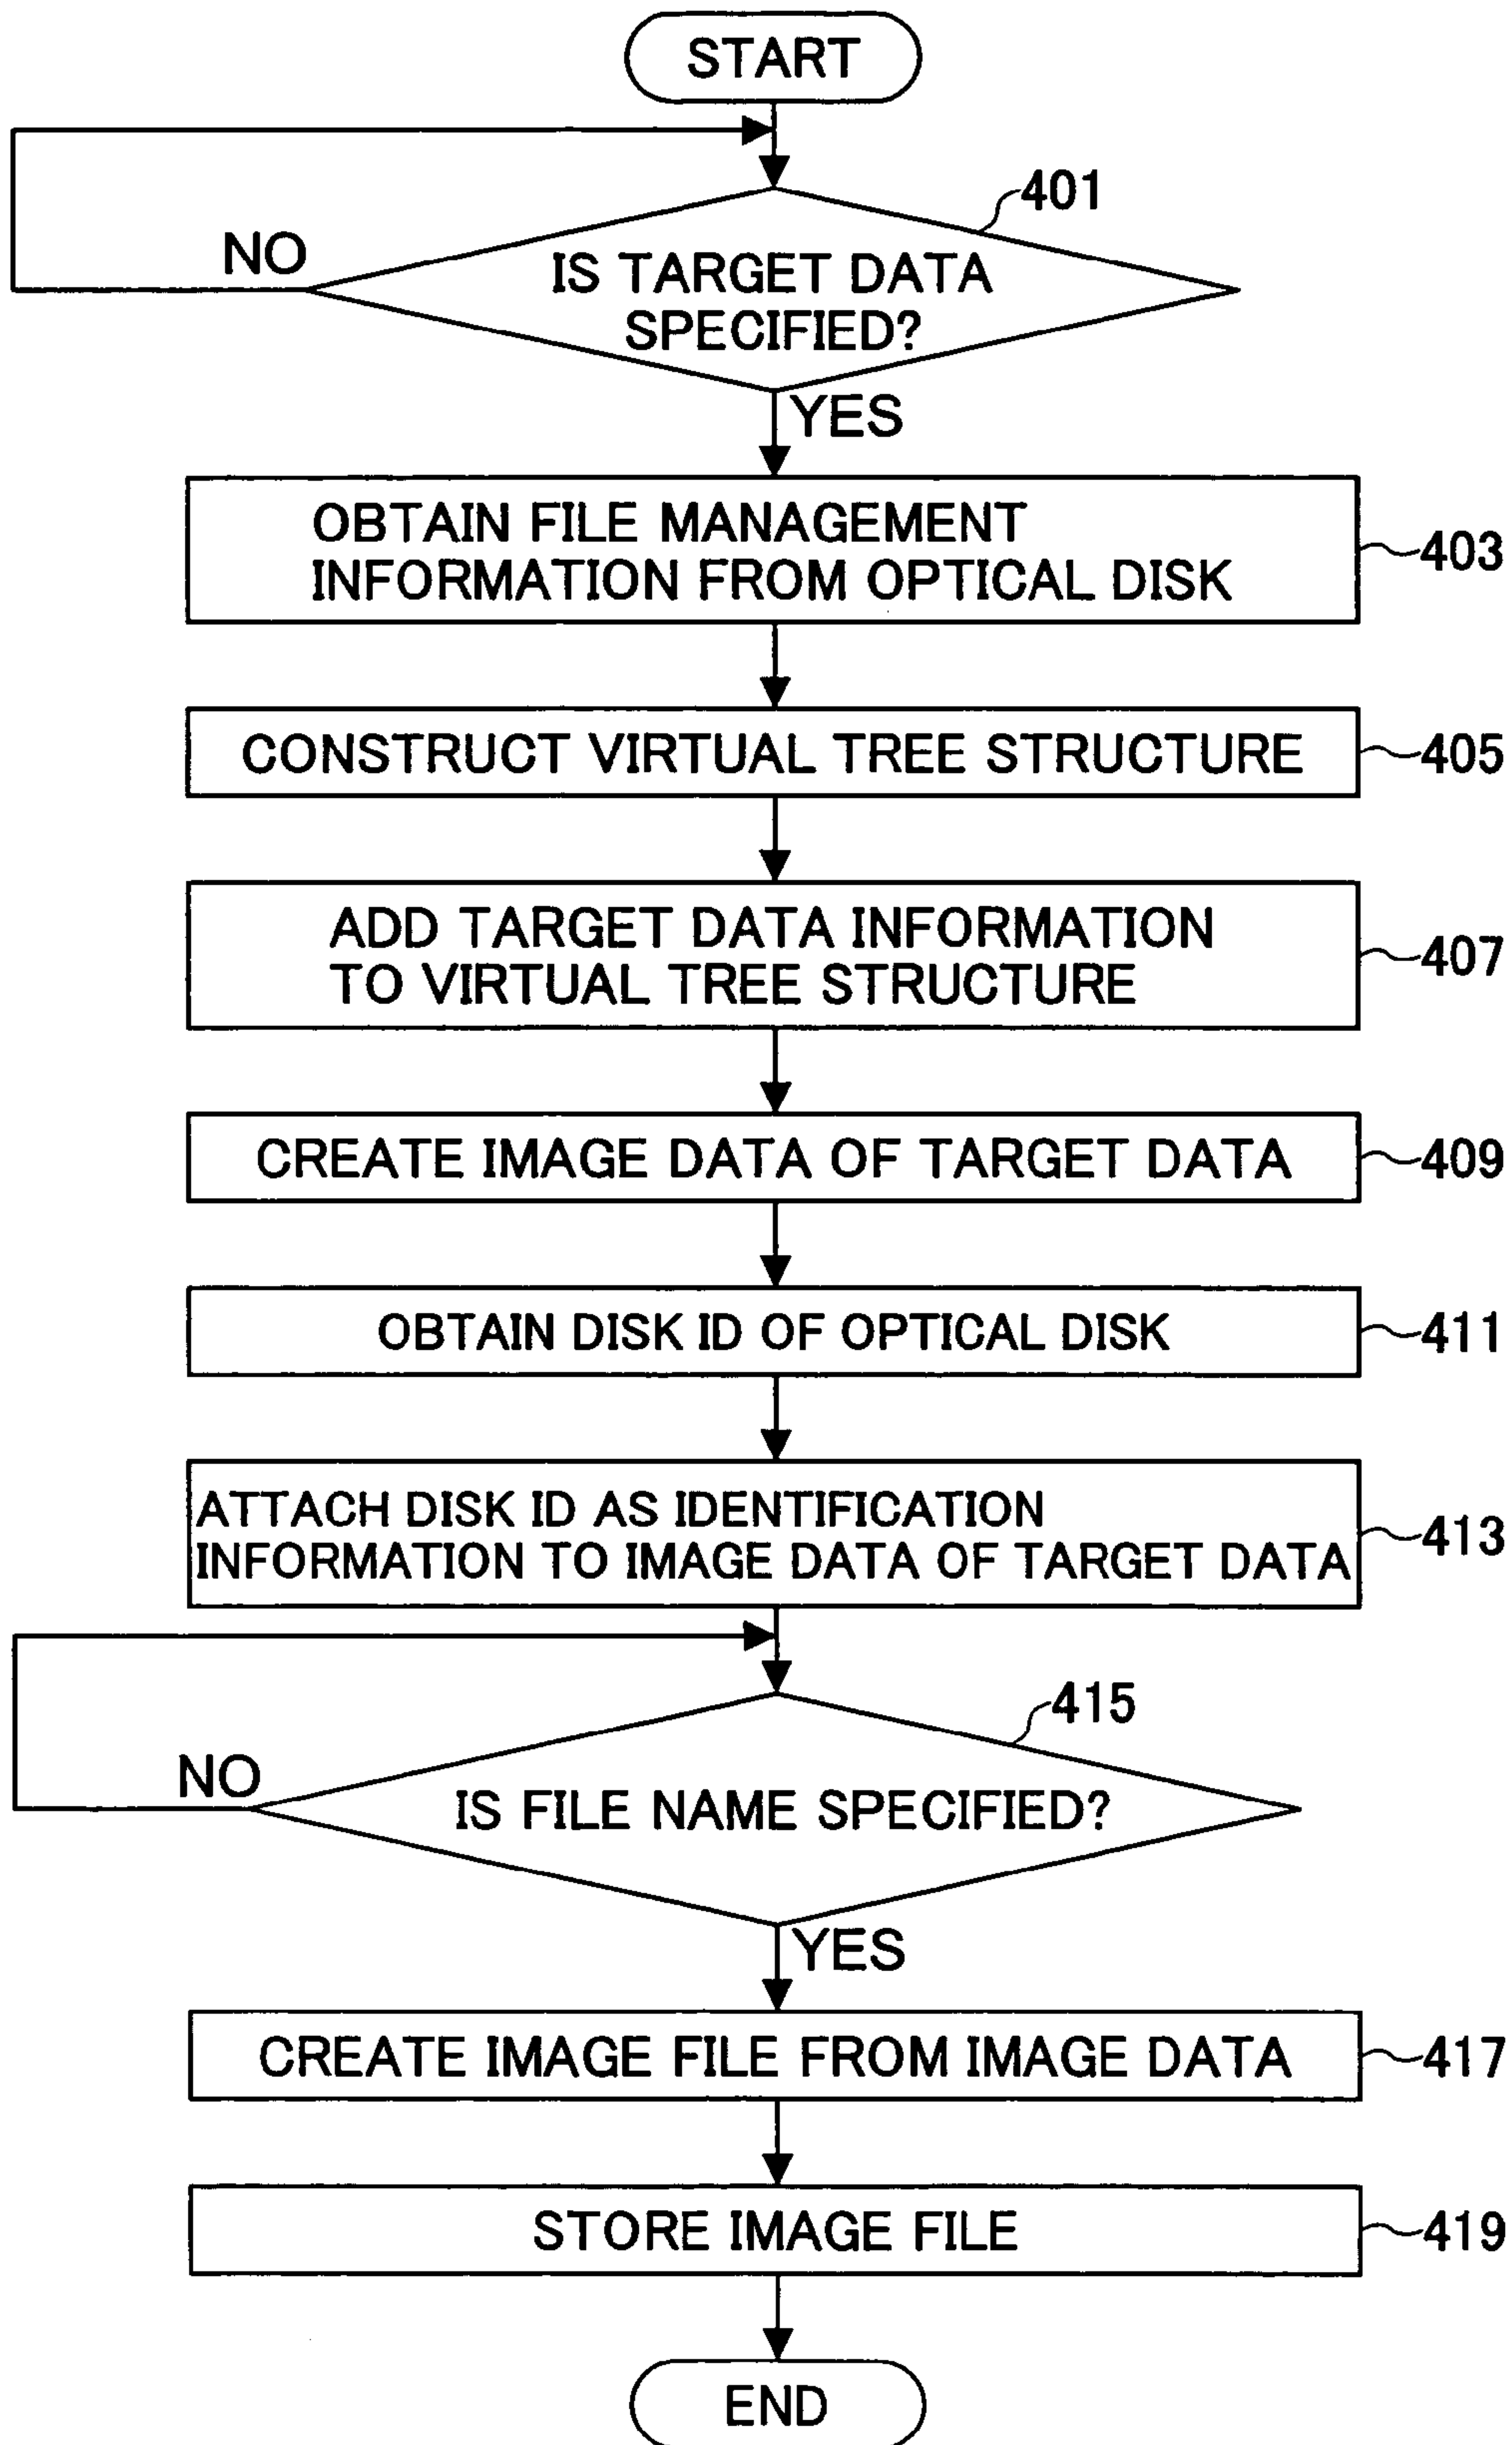 START
401
NO
IS TARGET DATA
SPECIFIED?
YES
OBTAIN FILE MANAGEMENT
INFORMATION FROM OPTICAL DISK
403
CONSTRUCT VIRTUAL TREE STRUCTURE
405
ADD TARGET DATA INFORMATION
TO VIRTUAL TREE STRUCTURE
407
CREATE IMAGE DATA OF TARGET DATA
409
OBTAIN DISK ID OF OPTICAL DISK
411
ATTACH DISK ID AS IDENTIFICATION
INFORMATION TO IMAGE DATA OF TARGET DATA
413
415
NO
IS FILE NAME SPECIFIED?
YES
CREATE IMAGE FILE FROM IMAGE DATA
417
STORE IMAGE FILE
419
END